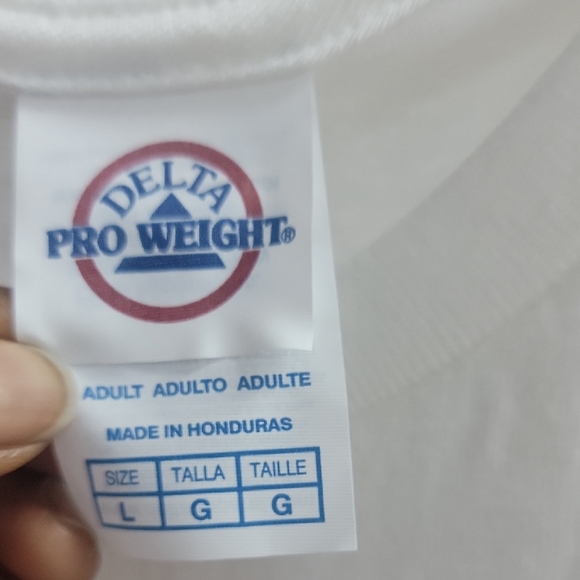 DELTA
PRO WEIGHT®
ADULT ADULTO ADULTE
MADE IN HONDURAS
SIZE TALLA TAILLE
L G G